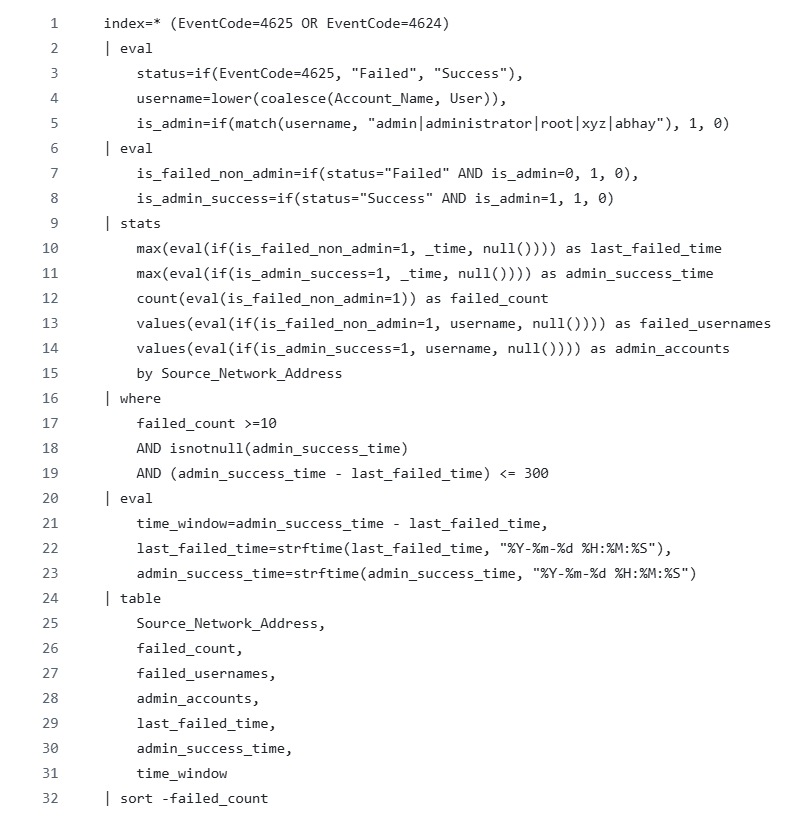 1 index=* (EventCode=4625 OR EventCode=4624)
2 | eval
3 status=if(EventCode=4625, "Failed", "Success"),
4 username=lower(coalesce(Account_Name, User)),
5 is_admin=if(match(username, "admin|administrator|root|xyz|abhay"), 1, 0)
6 | eval
7 is_failed_non_admin=if(status="Failed" AND is_admin=0, 1, 0),
8 is_admin_success=if(status="Success" AND is_admin=1, 1, 0)
9 | stats
10 max(eval(if(is_failed_non_admin=1, _time, null()))) as last_failed_time
11 max(eval(if(is_admin_success=1, _time, null()))) as admin_success_time
12 count(eval(is_failed_non_admin=1)) as failed_count
13 values(eval(if(is_failed_non_admin=1, username, null()))) as failed_usernames
14 values(eval(if(is_admin_success=1, username, null()))) as admin_accounts
15 by Source_Network_Address
16 | where
17 failed_count >=10
18 AND isnotnull(admin_success_time)
19 AND (admin_success_time - last_failed_time) <= 300
20 | eval
21 time_window=admin_success_time - last_failed_time,
22 last_failed_time=strftime(last_failed_time, "%Y-%m-%d %H:%M:%S"),
23 admin_success_time=strftime(admin_success_time, "%Y-%m-%d %H:%M:%S")
24 | table
25 Source_Network_Address,
26 failed_count,
27 failed_usernames,
28 admin_accounts,
29 last_failed_time,
30 admin_success_time,
31 time_window
32 | sort -failed_count